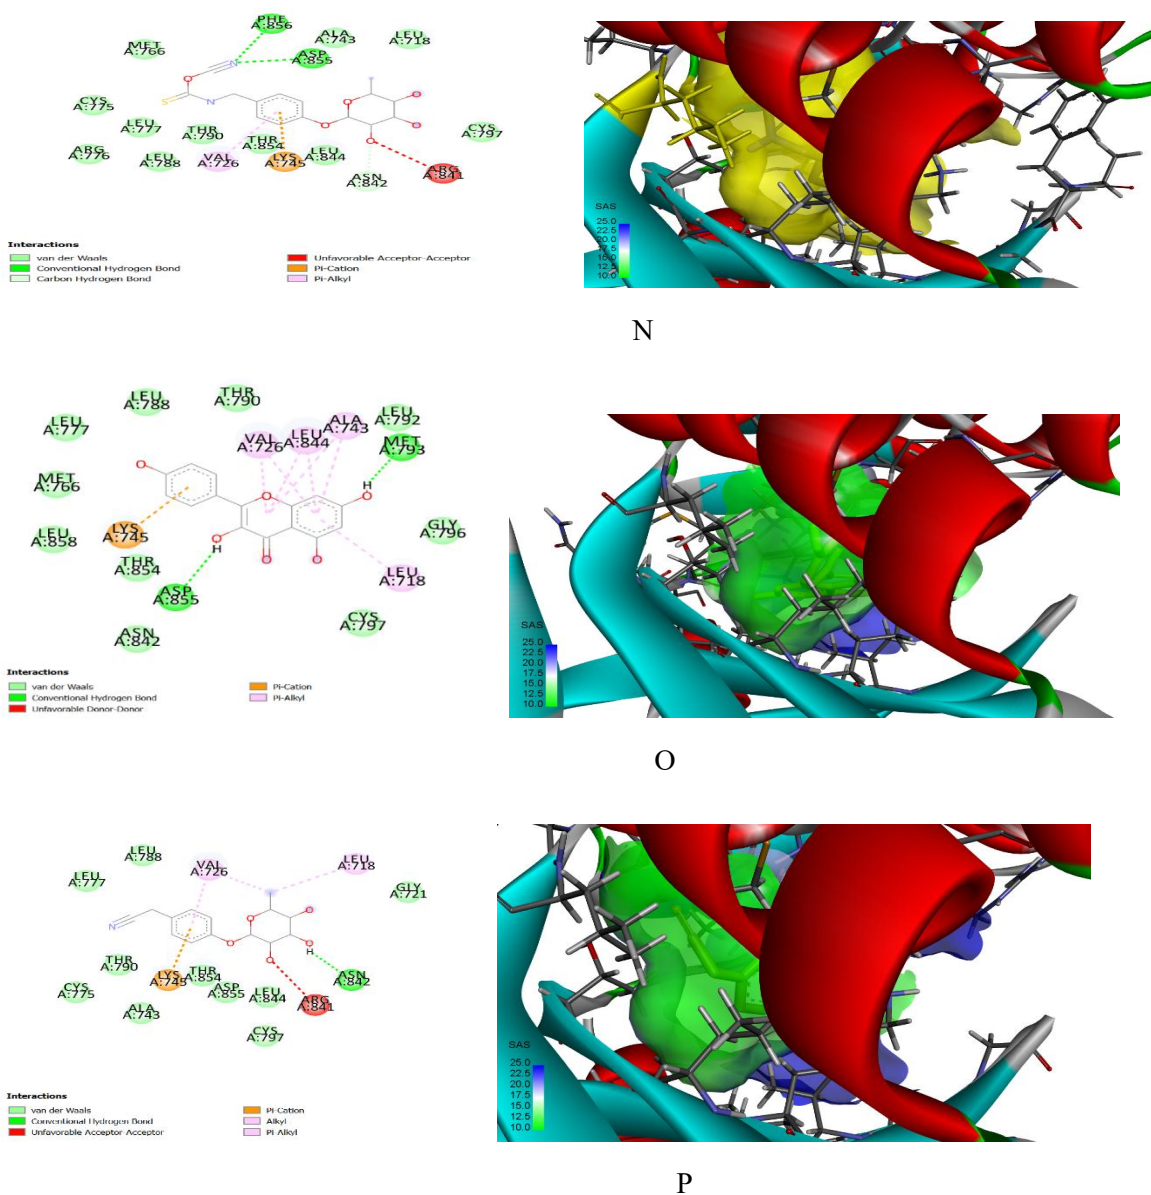 PHE
A:856
MET
A:766
ALA
A:743
LEU
A:718
ASP
A:855
N
O
S
N
H
O
O
O
O
O
O
CYS
A:775
LEU
A:777
THR
A:790
THR
A:854
CYS
A:797
ARG
A:776
LEU
A:788
VAL
A:726
LYS
A:745
LEU
A:844
ASN
A:842
ARG
A:841
Interactions
van der Waals
Conventional Hydrogen Bond
Carbon Hydrogen Bond
Unfavorable Acceptor-Acceptor
Pi-Cation
Pi-Alkyl
SAS
25.0
22.5
20.0
17.5
15.0
12.5
10.0
N
LEU
A:788
THR
A:790
LEU
A:777
VAL
A:726
LEU
A:844
ALA
A:743
LEU
A:792
MET
A:793
MET
A:766
O
H
O
O
O
H
O
O
LYS
A:745
LEU
A:858
GLY
A:796
THR
A:854
ASP
A:855
LEU
A:718
ASN
A:842
CYS
A:797
Interactions
van der Waals
Conventional Hydrogen Bond
Unfavorable Donor-Donor
Pi-Cation
Pi-Alkyl
SAS
25.0
22.5
20.0
17.5
15.0
12.5
10.0
O
LEU
A:788
VAL
A:726
LEU
A:718
LEU
A:777
GLY
A:721
N
O
O
O
O
O
H
THR
A:790
CYS
A:775
LYS
A:745
THR
A:854
ASP
A:855
LEU
A:844
ARG
A:841
ASN
A:842
ALA
A:743
CYS
A:797
Interactions
van der Waals
Conventional Hydrogen Bond
Unfavorable Acceptor-Acceptor
Pi-Cation
Alkyl
Pi-Alkyl
SAS
25.0
22.5
20.0
17.5
15.0
12.5
10.0
P